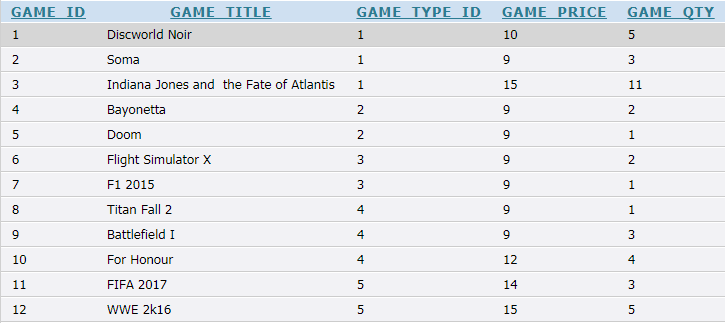 GAME_ID GAME_TITLE GAME_TYPE_ID GAME_PRICE GAME_QTY
1 Discworld Noir 1 10 5
2 Soma 1 9 3
3 Indiana Jones and  the Fate of Atlantis 1 15 11
4 Bayonetta 2 9 2
5 Doom 2 9 1
6 Flight Simulator X 3 9 2
7 F1 2015 3 9 1
8 Titan Fall 2 4 9 1
9 Battlefield I 4 9 3
10 For Honour 4 12 4
11 FIFA 2017 5 14 3
12 WWE 2k16 5 15 5